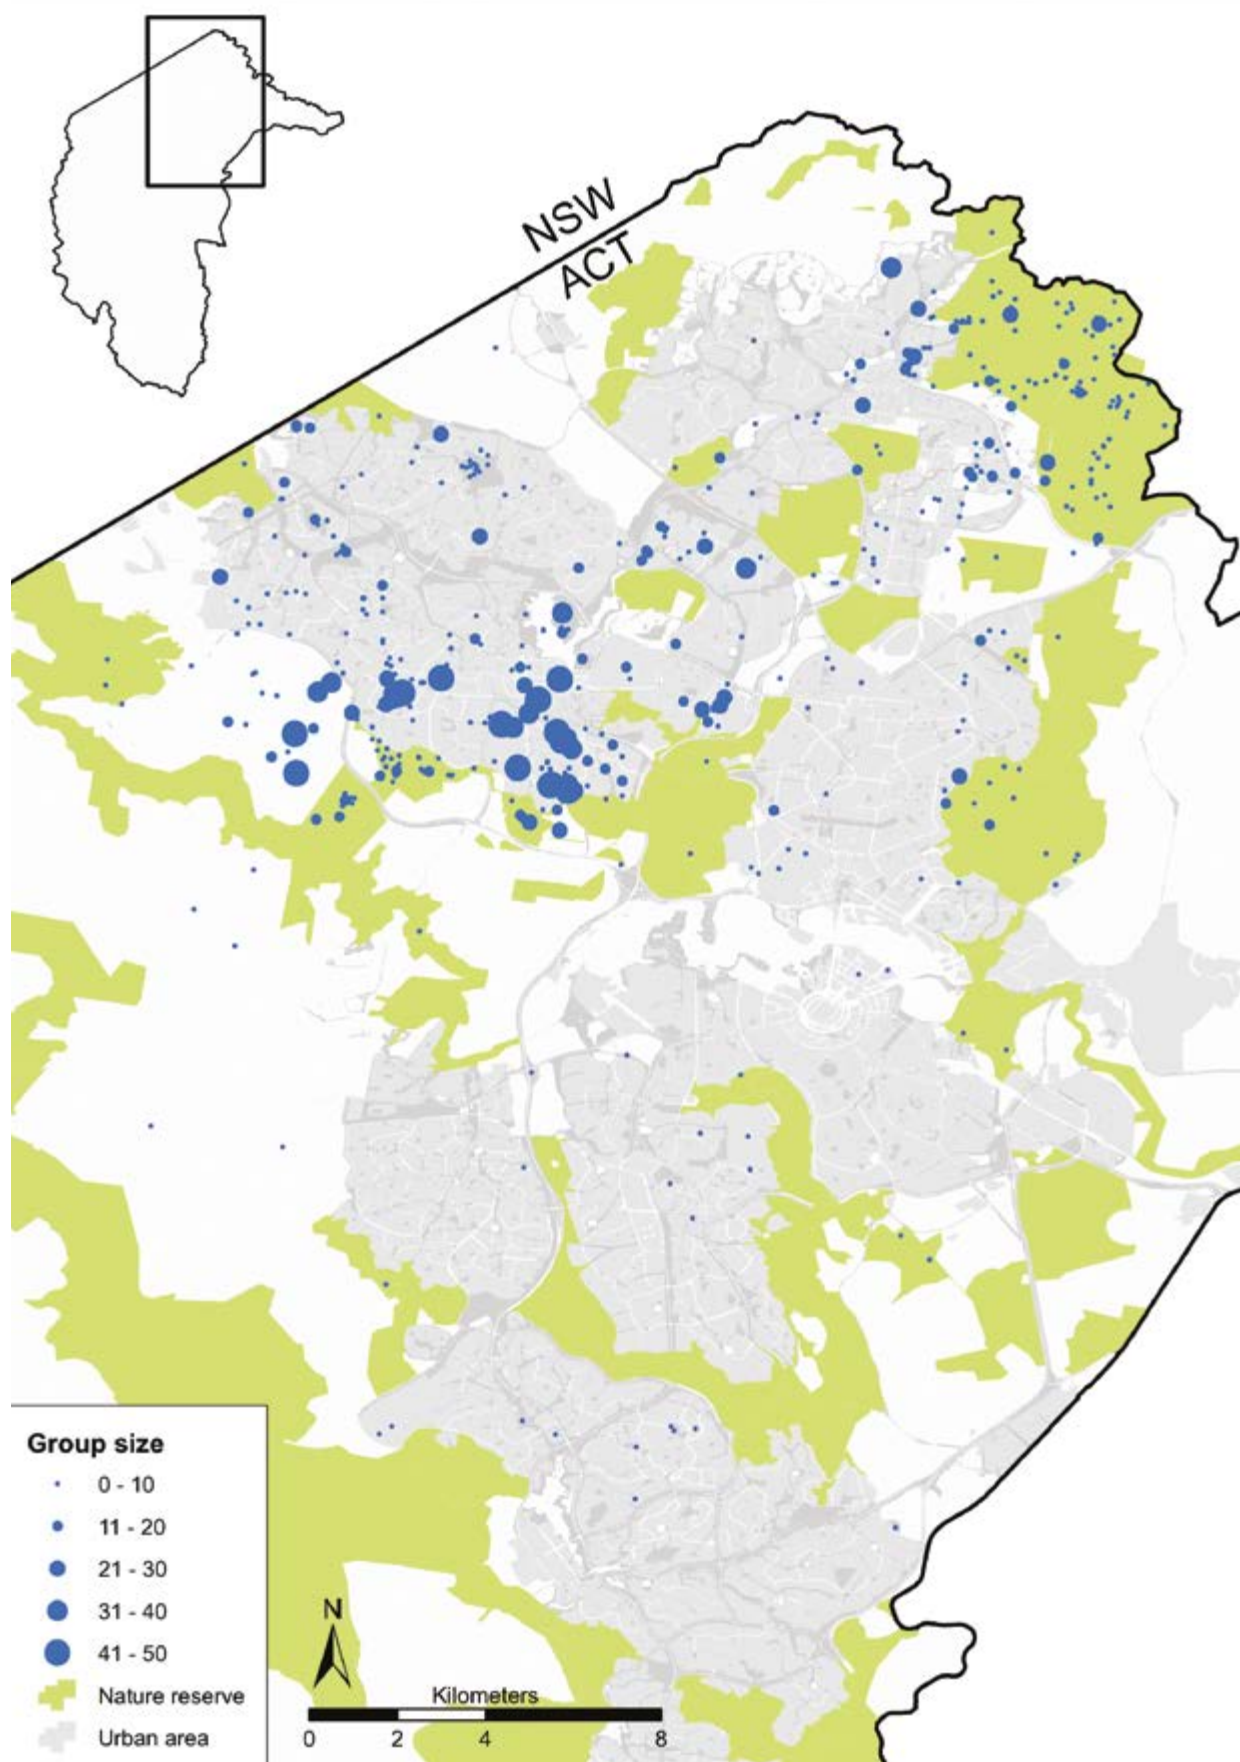 NSW
ACT
Group size
0 - 10
11 - 20
21 - 30
31 - 40
41 - 50
Nature reserve
Urban area
N
Kilometers
0 2 4 8